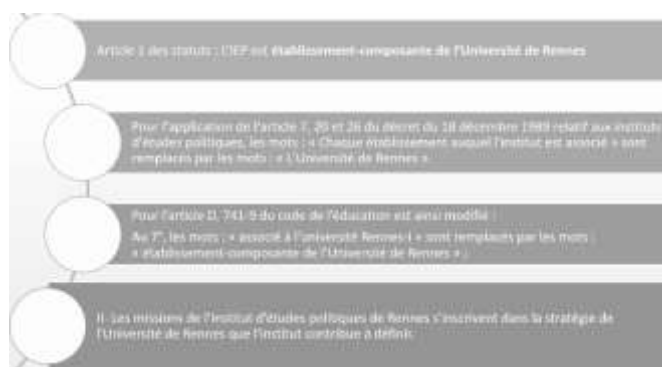 Article 1 des statuts : L'IEP est établissement-composante de l'Université de Rennes
Pour l'application de l'article 7, 20 et 26 du décret du 18 décembre 1989 relatif aux instituts
d'études politiques, les mots : « Chaque établissement auquel l'institut est associé » sont
remplacés par les mots : « L'Université de Rennes ».
Pour l'article D. 741-9 du code de l'éducation est ainsi modifié :
Au 7°, les mots : « associé à l'université Rennes-I » sont remplacés par les mots :
« établissement-composante de l'Université de Rennes » ;
II- Les missions de l'Institut d'études politiques de Rennes s'inscrivent dans la stratégie de
l'Université de Rennes que l'institut contribue à définir.